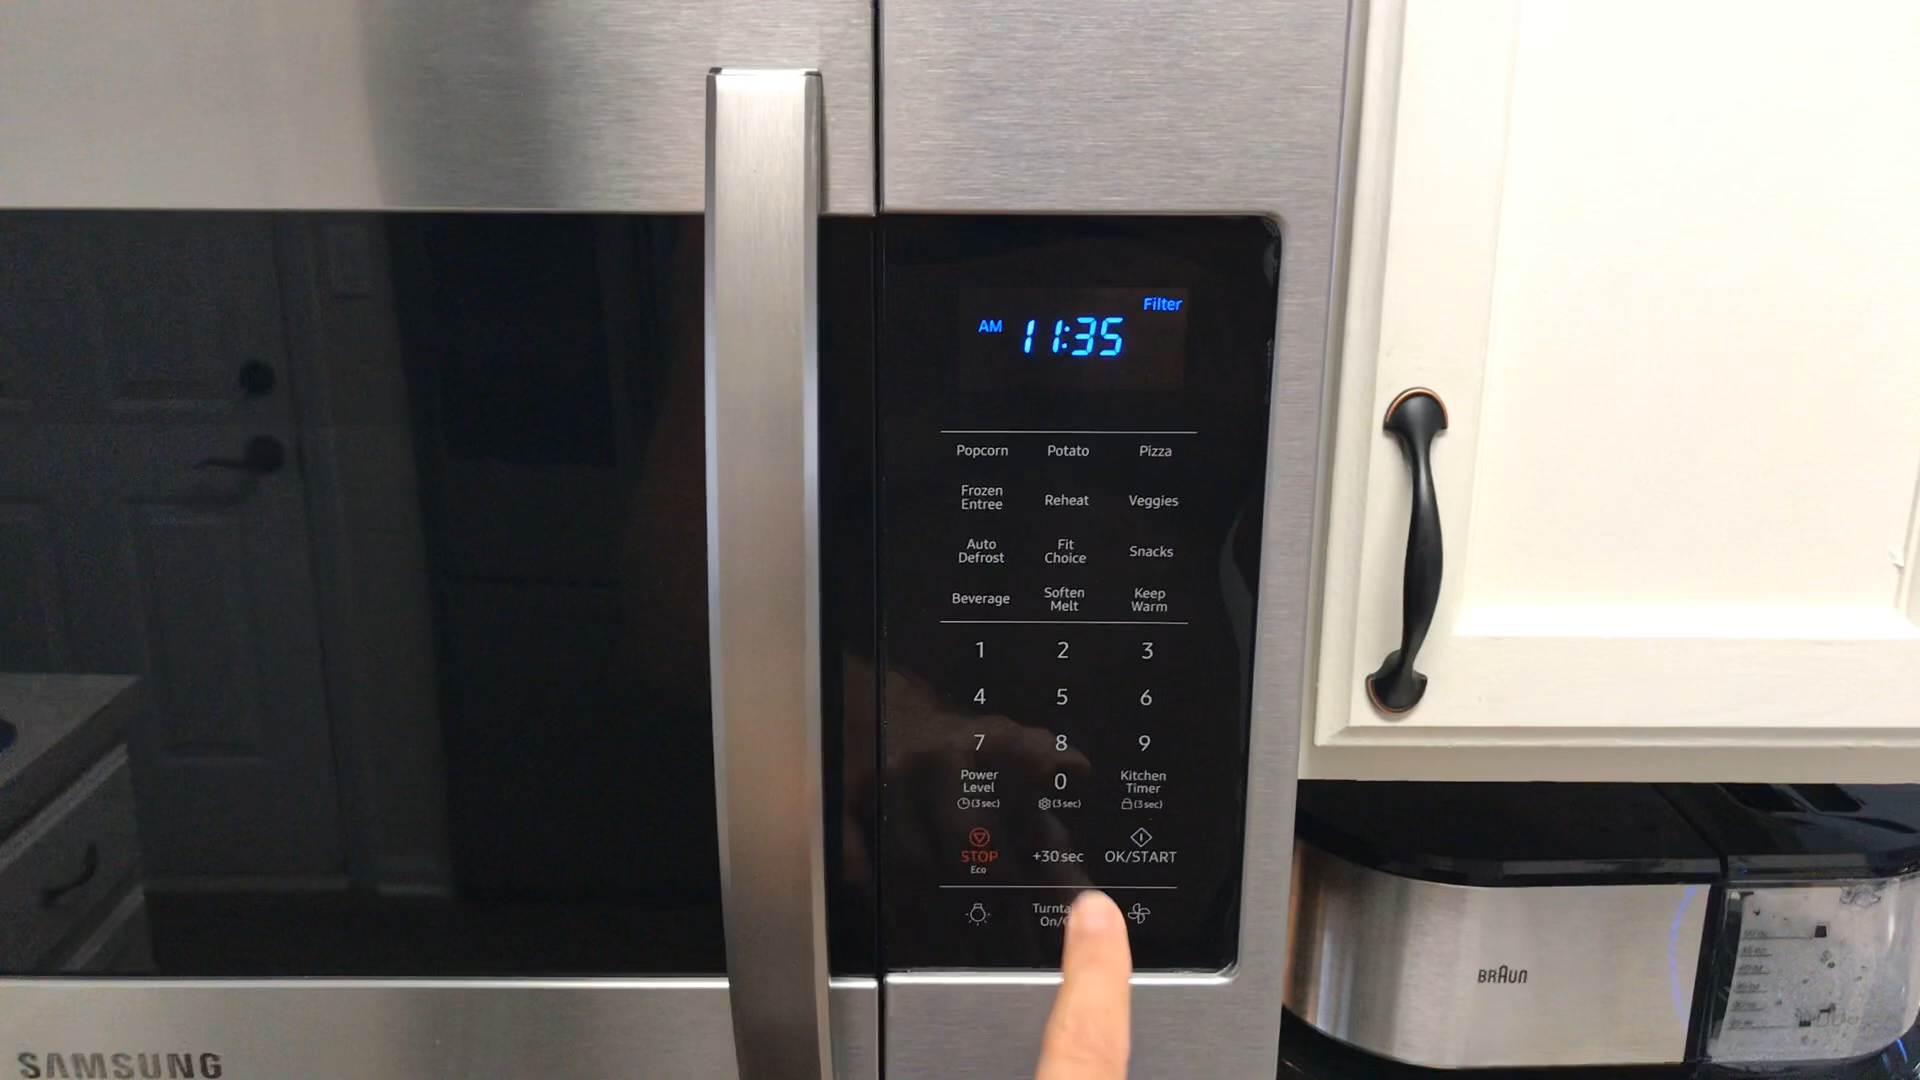 Filter
AM 11:35
Popcorn Potato Pizza
Frozen Entree Reheat Veggies
Auto Defrost Fit Choice Snacks
Beverage Soften Melt Keep Warm
1 2 3
4 5 6
7 8 9
Power Level 0 Kitchen Timer
(3 sec) (3 sec) (3 sec)
STOP +30 sec OK/START
Eco
On/
BRAUN
SAMSUNG